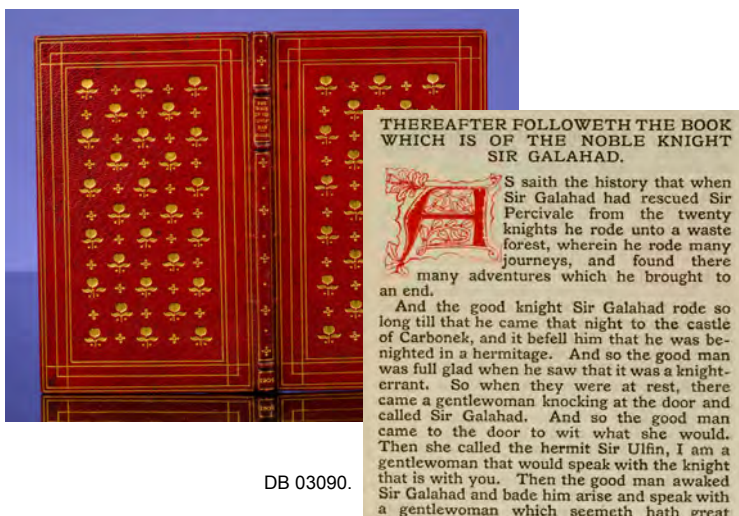 THEREAFTER FOLLOWETH THE BOOK
WHICH IS OF THE NOBLE KNIGHT
SIR GALAHAD.
AS saith the history that when
Sir Galahad had rescued Sir
Percivale from the twenty
knights he rode unto a waste
forest, wherein he rode many
journeys, and found there
many adventures which he brought to
an end.
And the good knight Sir Galahad rode so
long till that he came that night to the castle
of Carbonek, and it befell him that he was be-
nighted in a hermitage. And so the good man
was full glad when he saw that it was a knight-
errant. So when they were at rest, there
came a gentlewoman knocking at the door and
called Sir Galahad. And so the good man
came to the door to wit what she would.
Then she called the hermit Sir Ulfin, I am a
gentlewoman that would speak with the knight
that is with you. Then the good man awaked
Sir Galahad and bade him arise and speak with
a gentlewoman which seemeth hath great
DB 03090.